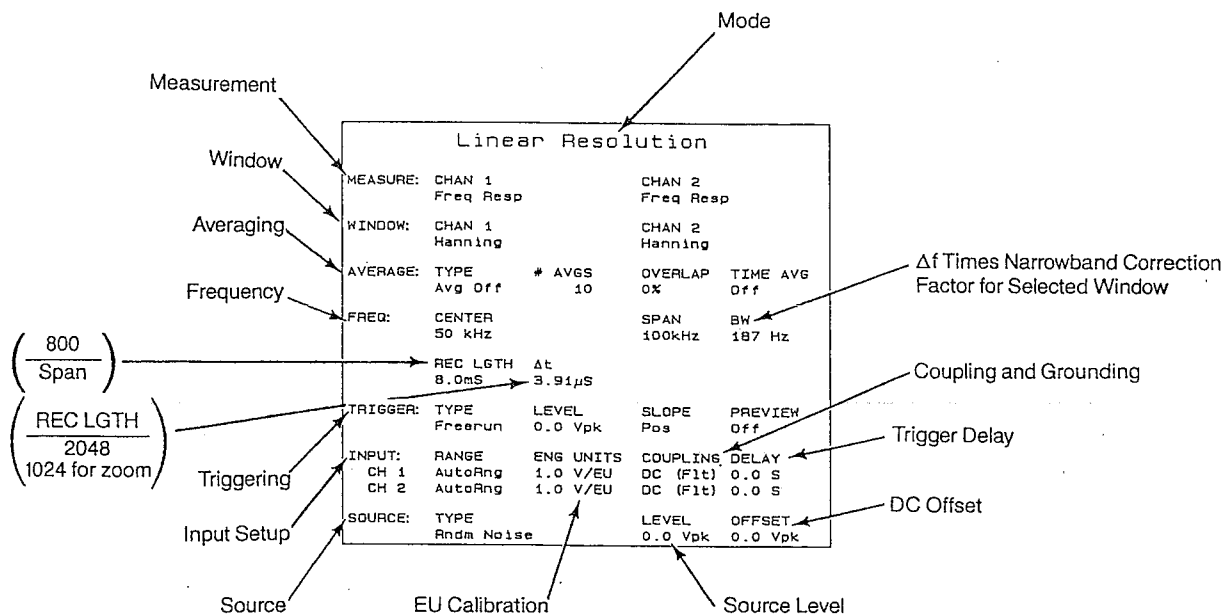 Mode
Measurement
Linear Resolution
Window
MEASURE: CHAN 1 CHAN 2
Freq Resp Freq Resp
Averaging
WINDOW: CHAN 1 CHAN 2
Hanning Hanning
AVERAGE: TYPE # AVGS OVERLAP TIME AVG
Avg Off 10 0% Off
Δf Times Narrowband Correction
Factor for Selected Window
Frequency
FREQ: CENTER SPAN BW
50 kHz 100kHz 187 Hz
800
Span
REC LGTH Δt
8.0mS 3.91µS
Coupling and Grounding
REC LGTH
2048
1024 for zoom
TRIGGER: TYPE LEVEL SLOPE PREVIEW
Freerun 0.0 Vpk Pos Off
Trigger Delay
Triggering
INPUT: RANGE ENG UNITS COUPLING DELAY
CH 1 AutoRng 1.0 V/EU DC (Flt) 0.0 S
CH 2 AutoRng 1.0 V/EU DC (Flt) 0.0 S
DC Offset
Input Setup
SOURCE: TYPE LEVEL OFFSET
Rndm Noise 0.0 Vpk 0.0 Vpk
Source
EU Calibration
Source Level